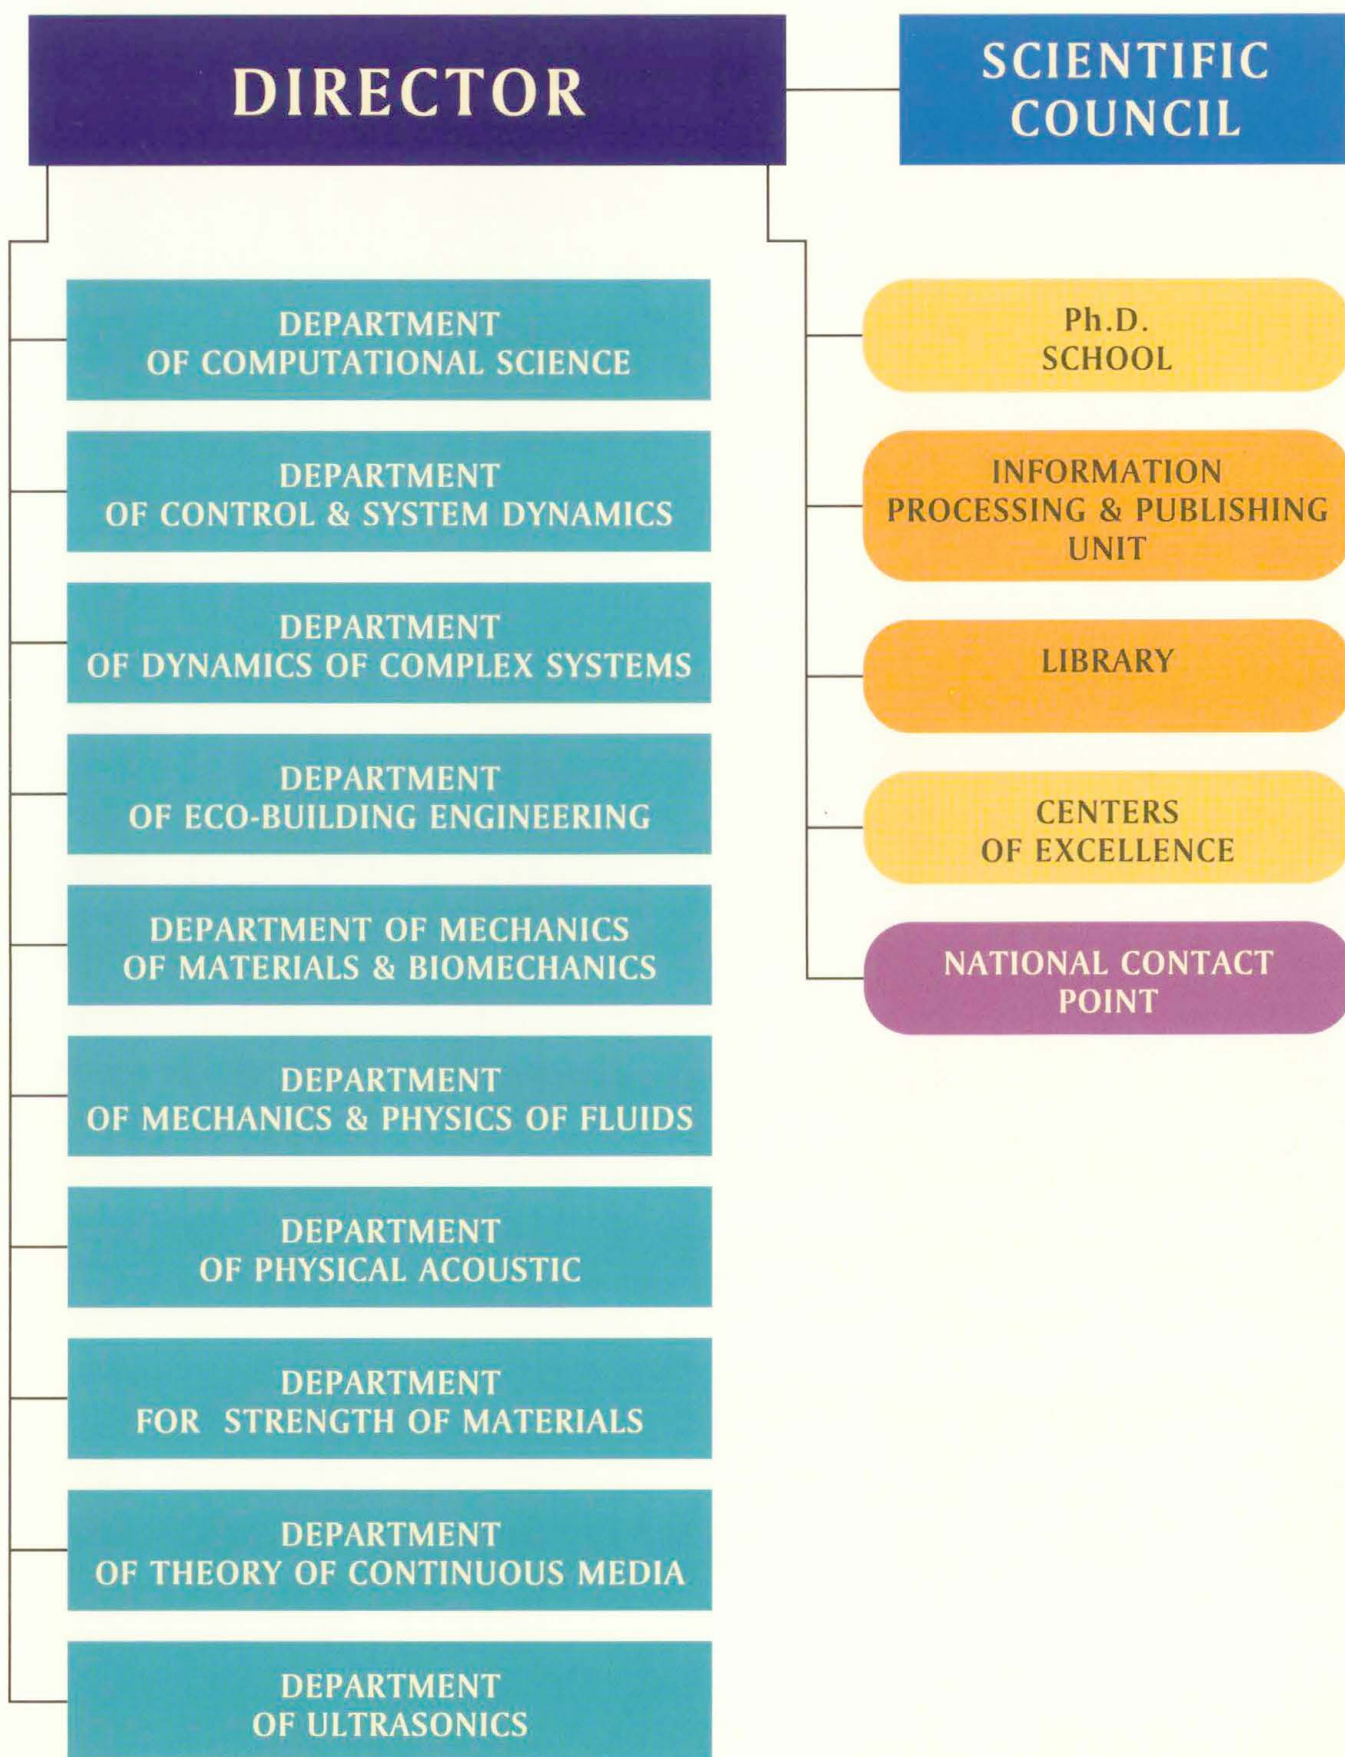 DIRECTOR
SCIENTIFIC
COUNCIL
DEPARTMENT
OF COMPUTATIONAL SCIENCE
DEPARTMENT
OF CONTROL & SYSTEM DYNAMICS
DEPARTMENT
OF DYNAMICS OF COMPLEX SYSTEMS
DEPARTMENT
OF ECO-BUILDING ENGINEERING
DEPARTMENT OF MECHANICS
OF MATERIALS & BIOMECHANICS
DEPARTMENT
OF MECHANICS & PHYSICS OF FLUIDS
DEPARTMENT
OF PHYSICAL ACOUSTIC
DEPARTMENT
FOR STRENGTH OF MATERIALS
DEPARTMENT
OF THEORY OF CONTINUOUS MEDIA
DEPARTMENT
OF ULTRASONICS
Ph.D.
SCHOOL
INFORMATION
PROCESSING & PUBLISHING
UNIT
LIBRARY
CENTERS
OF EXCELLENCE
NATIONAL CONTACT
POINT